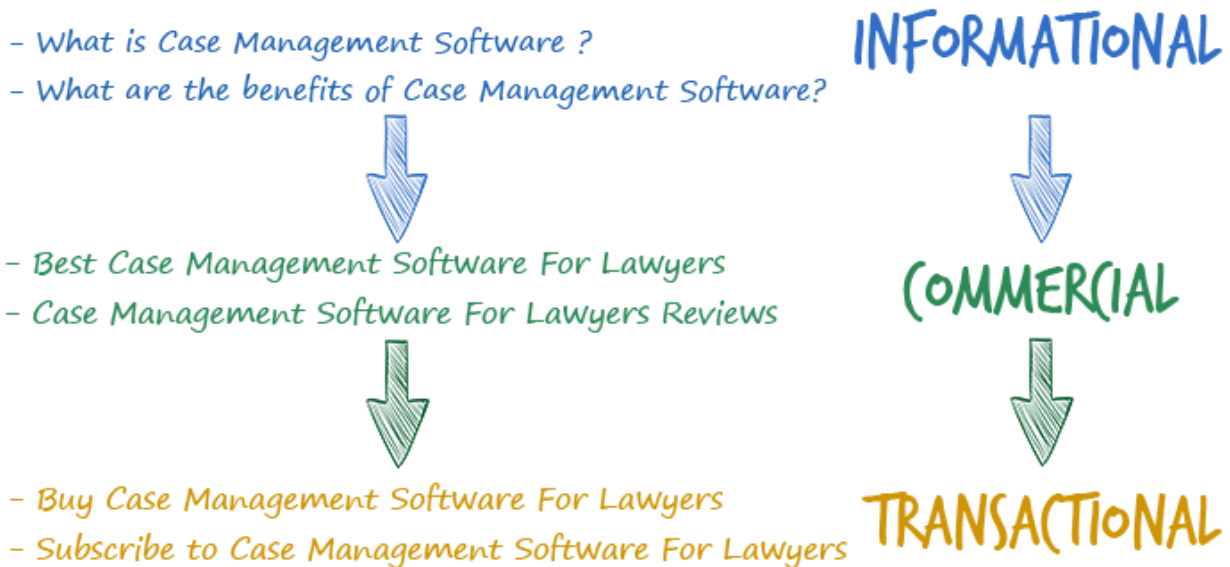 - What is Case Management Software ?
INFORMATIONAL
- What are the benefits of Case Management Software?
- Best Case Management Software For Lawyers
COMMERCIAL
- Case Management Software For Lawyers Reviews
- Buy Case Management Software For Lawyers
TRANSACTIONAL
- Subscribe to Case Management Software For Lawyers